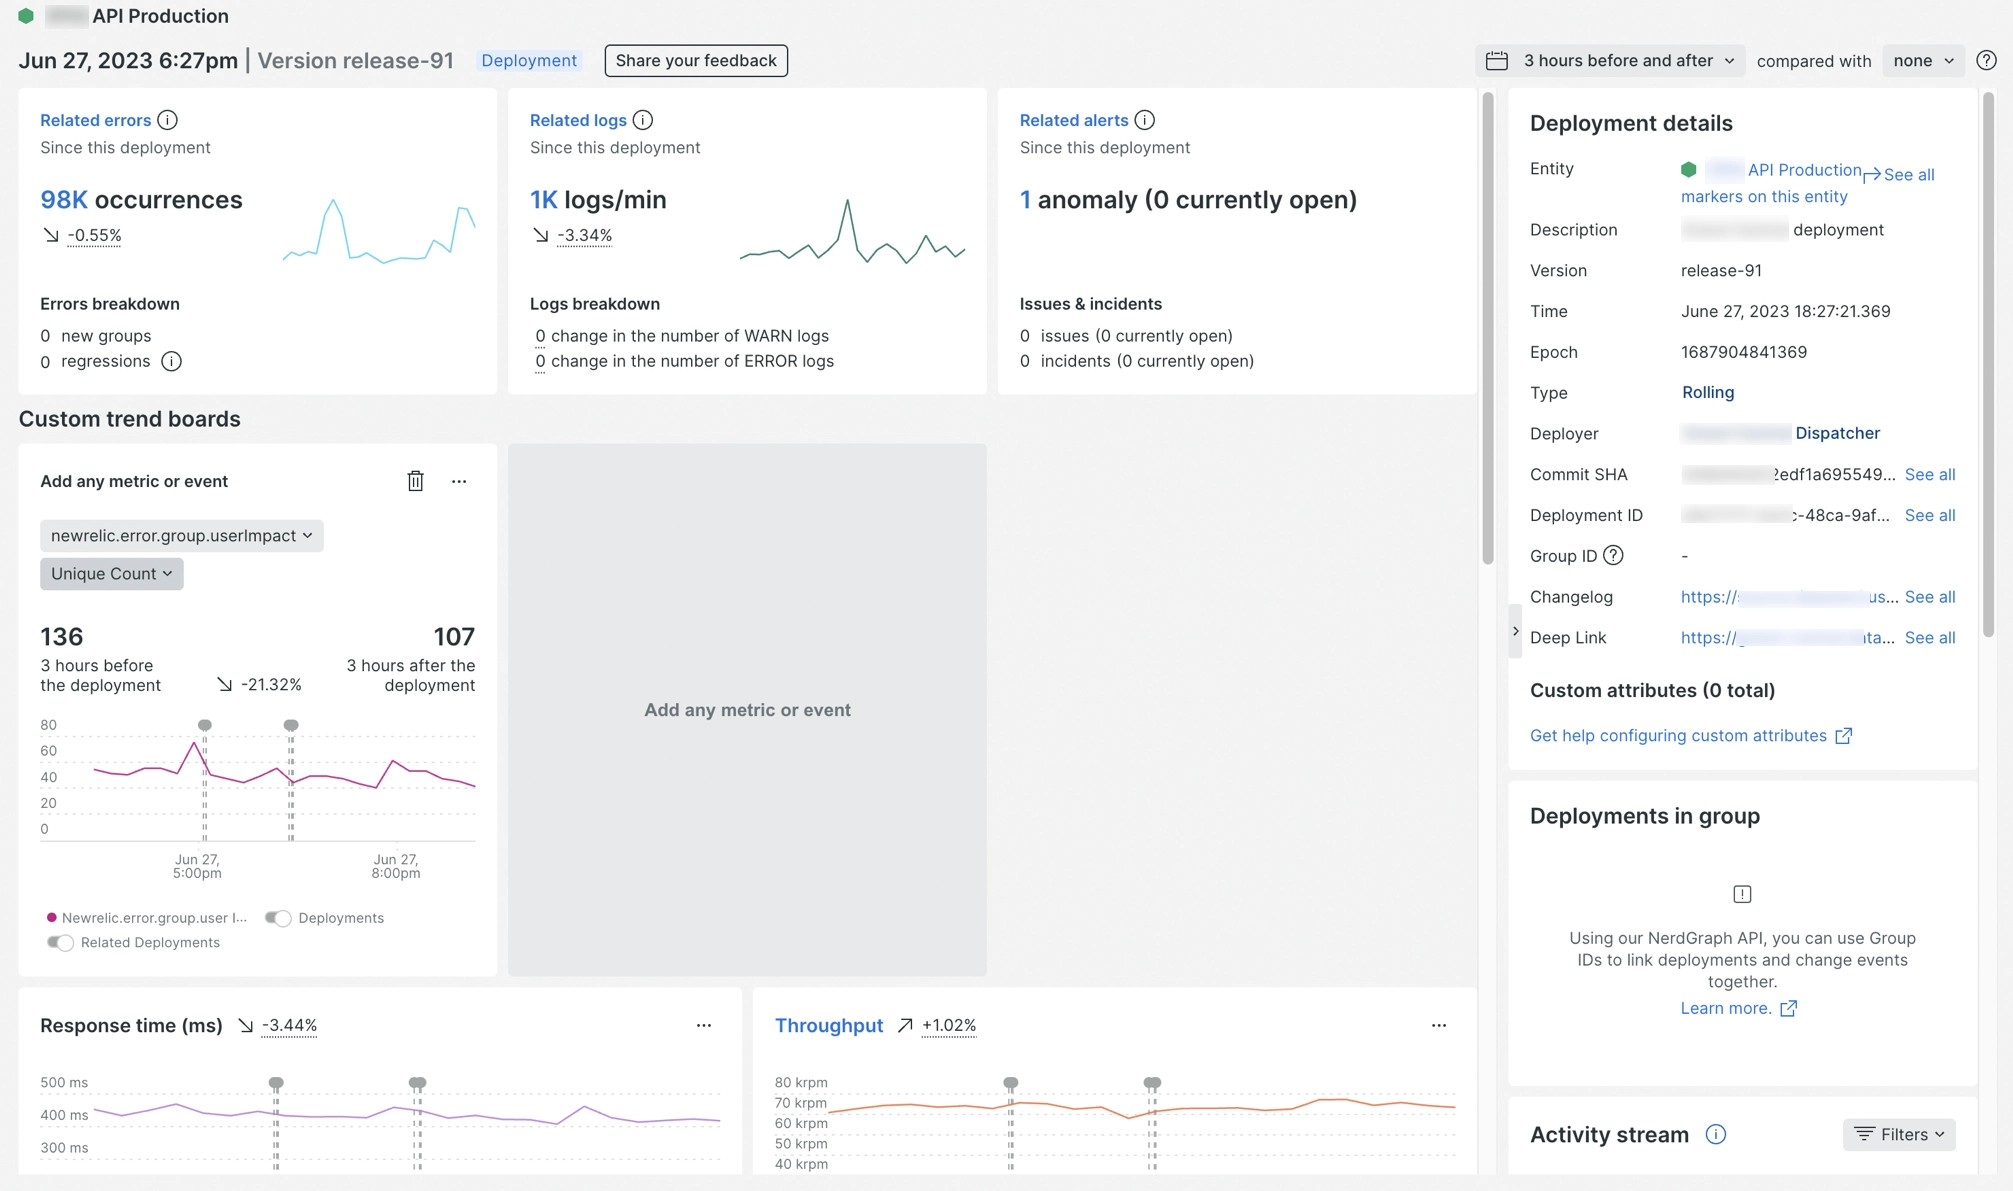 API Production
Jun 27, 2023 6:27pm | Version release-91 Deployment Share your feedback
3 hours before and after compared with none
Related errors
Since this deployment
98K occurrences
-0.55%
Errors breakdown
0 new groups
0 regressions
Related logs
Since this deployment
1K logs/min
-3.34%
Logs breakdown
0 change in the number of WARN logs
0 change in the number of ERROR logs
Related alerts
Since this deployment
1 anomaly (0 currently open)
Issues & incidents
0 issues (0 currently open)
0 incidents (0 currently open)
Custom trend boards
Add any metric or event
newrelic.error.group.userImpact
Unique Count
136
3 hours before
the deployment
-21.32%
107
3 hours after the
deployment
80
60
40
20
0
Jun 27,
5:00pm
Jun 27,
8:00pm
Newrelic.error.group.user I... Deployments
Related Deployments
Add any metric or event
Response time (ms) -3.44%
500 ms
400 ms
300 ms
Throughput +1.02%
80 krpm
70 krpm
60 krpm
50 krpm
40 krpm
Deployment details
Entity API Production See all
markers on this entity
Description deployment
Version release-91
Time June 27, 2023 18:27:21.369
Epoch 1687904841369
Type Rolling
Deployer Dispatcher
Commit SHA 2edf1a695549... See all
Deployment ID c-48ca-9af... See all
Group ID -
Changelog https:// us... See all
Deep Link https:// ata... See all
Custom attributes (0 total)
Get help configuring custom attributes
Deployments in group
Using our NerdGraph API, you can use Group
IDs to link deployments and change events
together.
Learn more.
Activity stream Filters